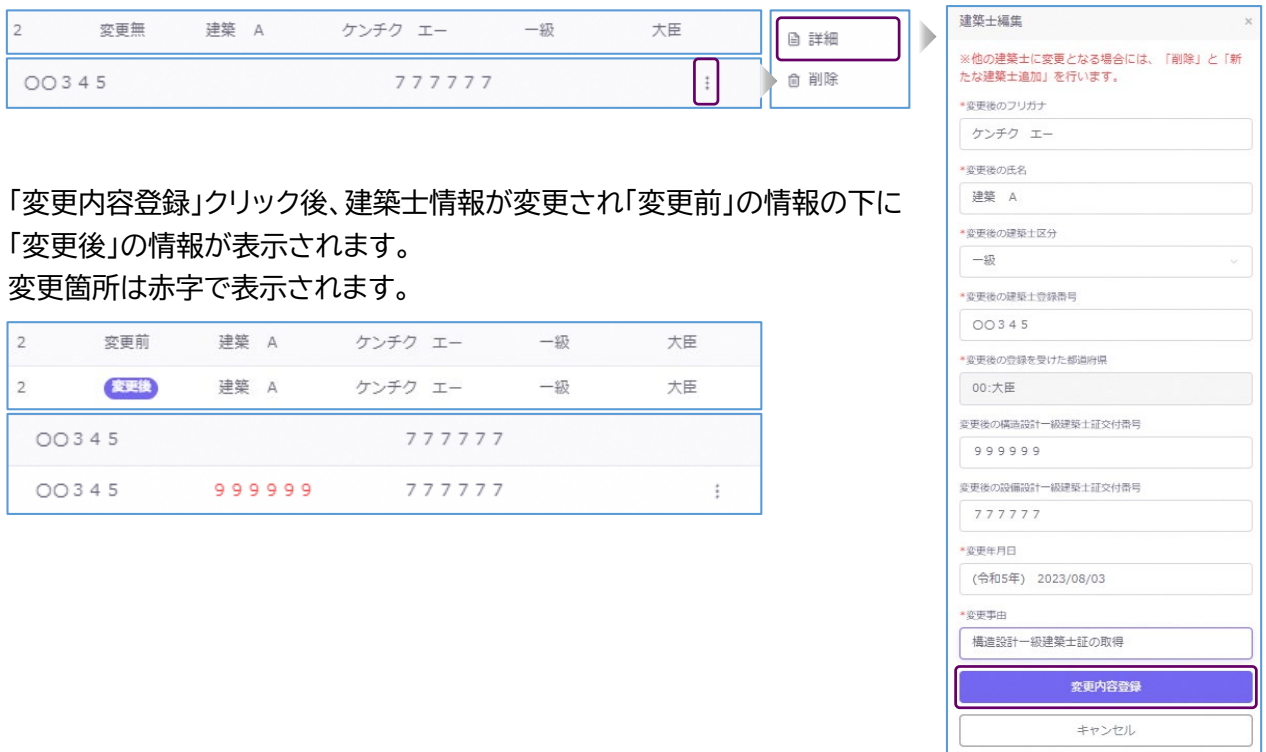 2 変更無 建築 A ケンチク エー 一級 大臣
〇〇345 777777 ⋮
詳細
削除
「変更内容登録」クリック後、建築士情報が変更され「変更前」の情報の下に
「変更後」の情報が表示されます。
変更箇所は赤字で表示されます。
2 変更前 建築 A ケンチク エー 一級 大臣
2 変更後 建築 A ケンチク エー 一級 大臣
〇〇345 777777
〇〇345 999999 777777 ⋮
建築士編集 ×
※他の建築士に変更となる場合には、「削除」と「新
たな建築士追加」を行います。
*変更後のフリガナ
ケンチク エー
*変更後の氏名
建築 A
*変更後の建築士区分
一級
*変更後の建築士登録番号
〇〇345
*変更後の登録を受けた都道府県
00:大臣
変更後の構造設計一級建築士証交付番号
999999
変更後の設備設計一級建築士証交付番号
777777
*変更年月日
(令和5年) 2023/08/03
*変更事由
構造設計一級建築士証の取得
変更内容登録
キャンセル